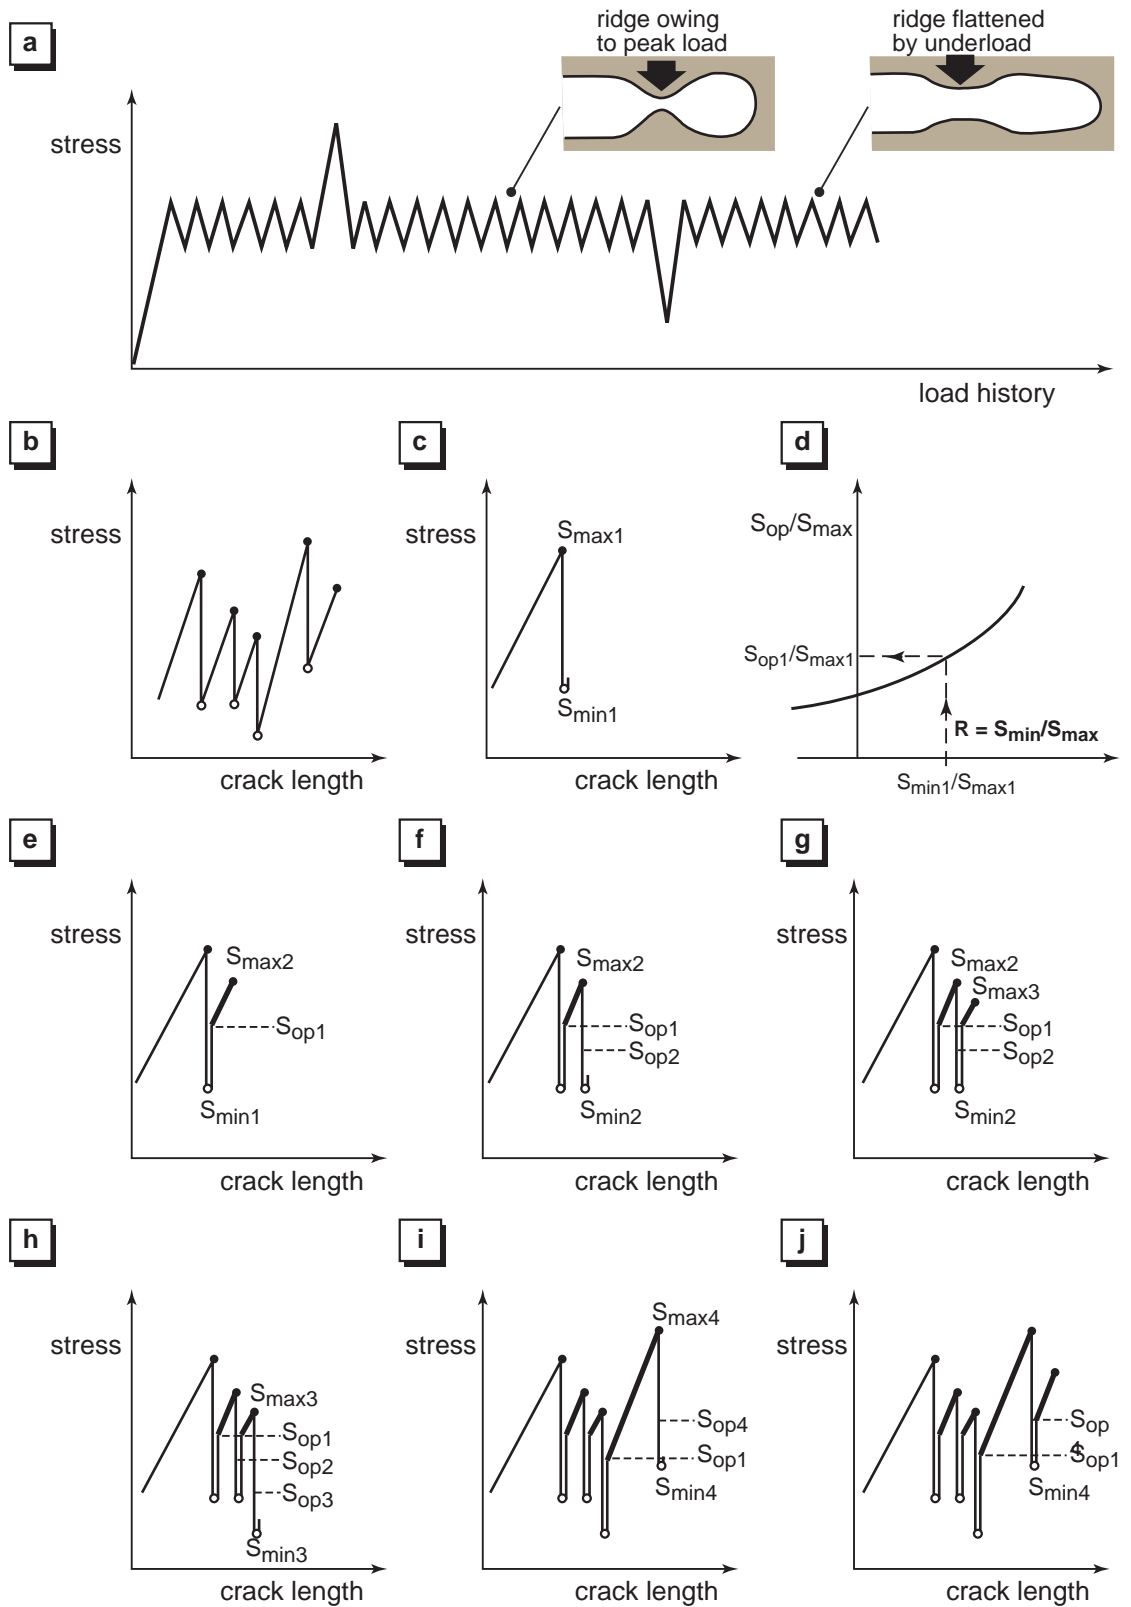 a
ridge owing
to peak load
ridge flattened
by underload
stress
load history
b
stress
crack length
c
stress
Smax1
Smin1
crack length
d
Sop/Smax
Sop1/Smax1
R = Smin/Smax
Smin1/Smax1
e
stress
Smax2
Sop1
Smin1
crack length
f
stress
Smax2
Sop1
Sop2
Smin2
crack length
g
stress
Smax2
Smax3
Sop1
Sop2
Smin2
crack length
h
stress
Smax3
Sop1
Sop2
Sop3
Smin3
crack length
i
stress
Smax4
Sop4
Sop1
Smin4
crack length
j
stress
Sop
4
Sop1
Smin4
crack length